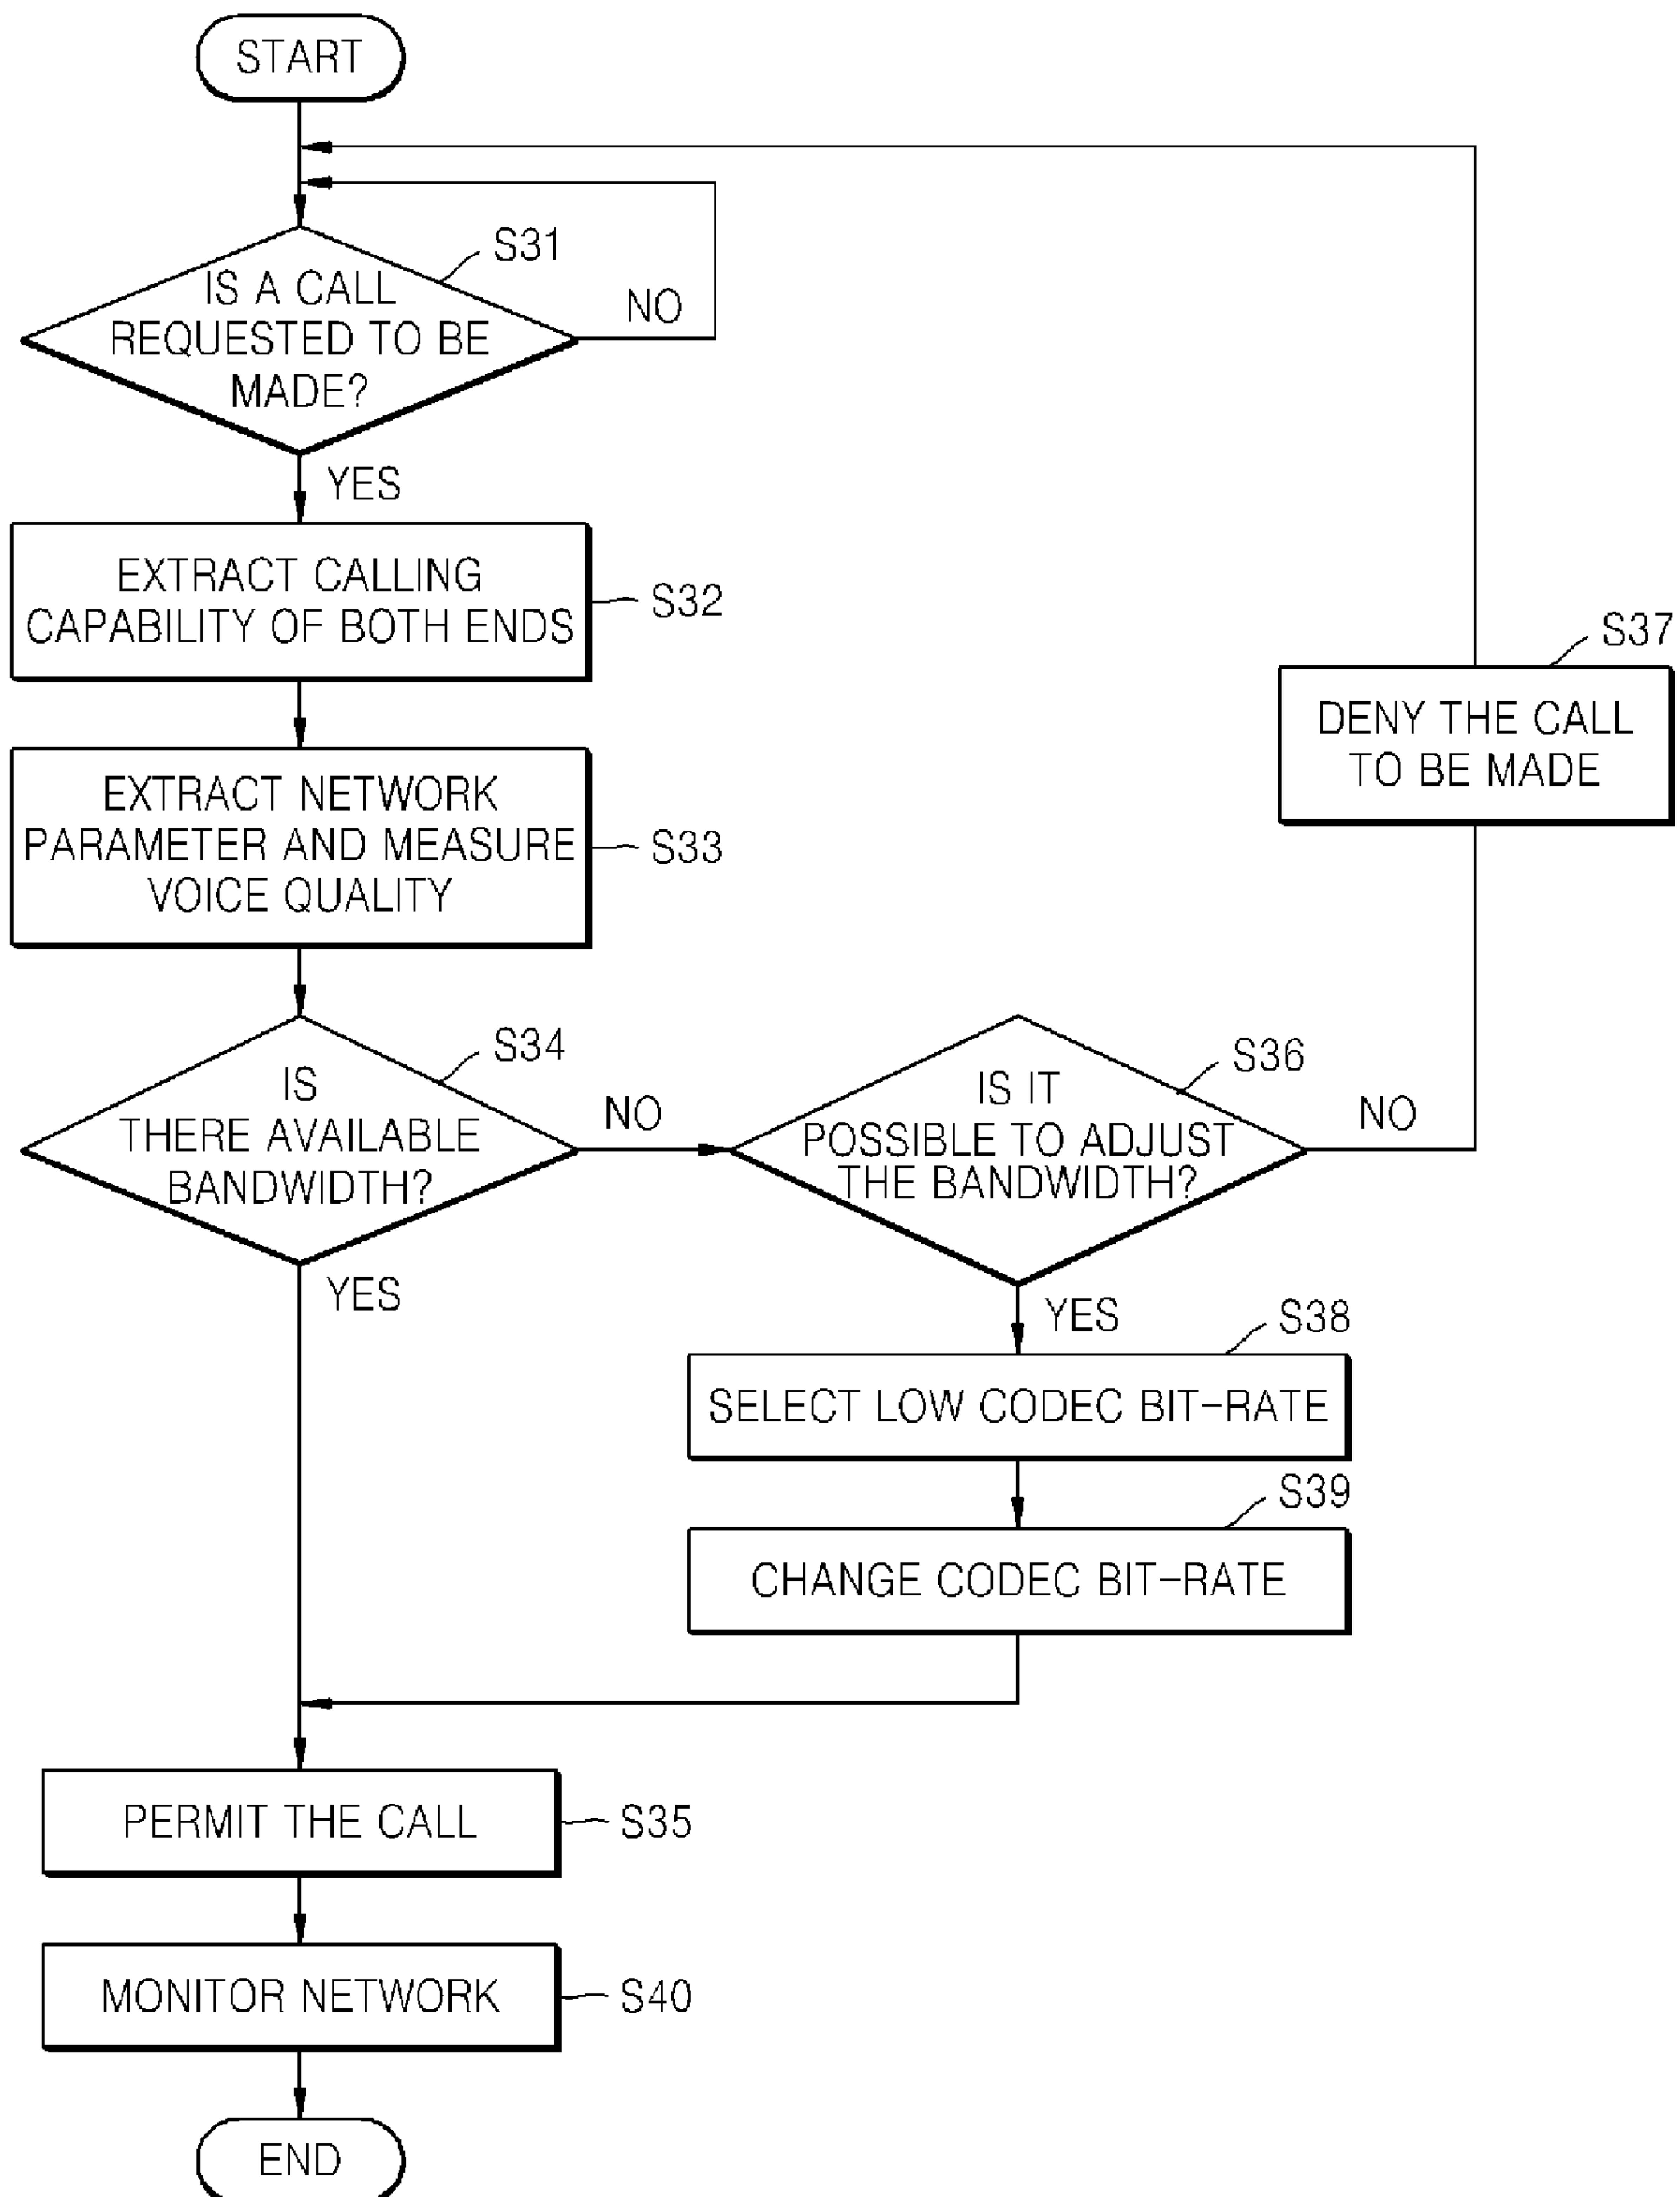 START
S31
IS A CALL
REQUESTED TO BE
MADE?
NO
YES
EXTRACT CALLING
CAPABILITY OF BOTH ENDS
S32
S37
DENY THE CALL
TO BE MADE
EXTRACT NETWORK
PARAMETER AND MEASURE
VOICE QUALITY
S33
S34
IS
THERE AVAILABLE
BANDWIDTH?
NO
YES
S36
IS IT
POSSIBLE TO ADJUST
THE BANDWIDTH?
NO
YES
S38
SELECT LOW CODEC BIT-RATE
S39
CHANGE CODEC BIT-RATE
PERMIT THE CALL
S35
MONITOR NETWORK
S40
END